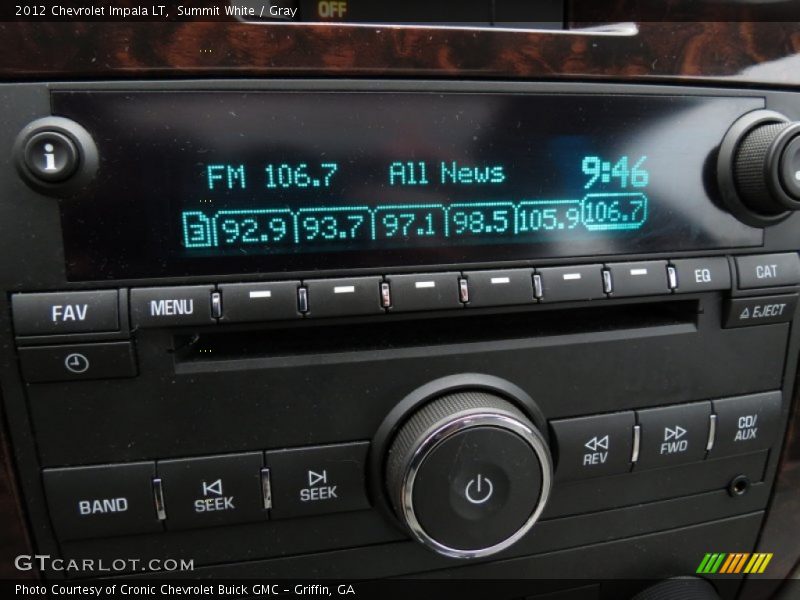 2012 Chevrolet Impala LT, Summit White / Gray
OFF
i
FM 106.7 All News 9:46
3 92.9 93.7 97.1 98.5 105.9 106.7
FAV MENU EQ CAT
EJECT
BAND SEEK SEEK REV FWD CD/
AUX
GTCARLOT.COM
Photo Courtesy of Cronic Chevrolet Buick GMC - Griffin, GA